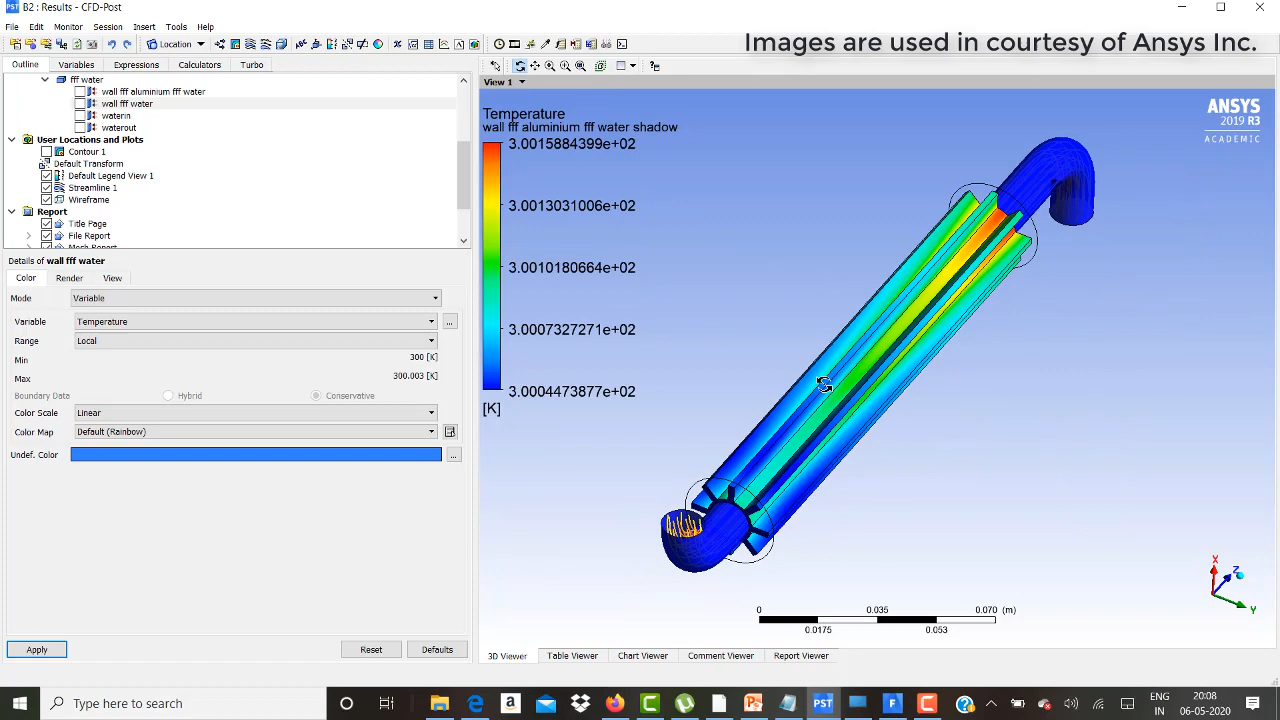 B2 : Results - CFD-Post
File Edit Monitor Session Insert Tools Help
Images are used in courtesy of Ansys Inc.
Location
Outline Variables Expressions Calculators Turbo
fff water
wall fff aluminium fff water
wall fff water
waterin
waterout
User Locations and Plots
Contour 1
Default Transform
Default Legend View 1
Streamline 1
Wireframe
Report
Title Page
File Report
Mesh Report
Details of wall fff water
Color Render View
Mode Variable
Variable Temperature ...
Range Local
Min 300 [K]
Max 300.003 [K]
Boundary Data Hybrid Conservative
Color Scale Linear
Color Map Default (Rainbow)
Undef. Color ...
Apply Reset Defaults
View 1
Temperature
wall fff aluminium fff water shadow
3.0015884399e+02
3.0013031006e+02
3.0010180664e+02
3.0007327271e+02
3.0004473877e+02
[K]
ANSYS
2019 R3
ACADEMIC
0 0.035 0.070 (m)
0.0175 0.053
X
Z
Y
3D Viewer Table Viewer Chart Viewer Comment Viewer Report Viewer
Type here to search
PST
F
ENG
IN
20:08
06-05-2020